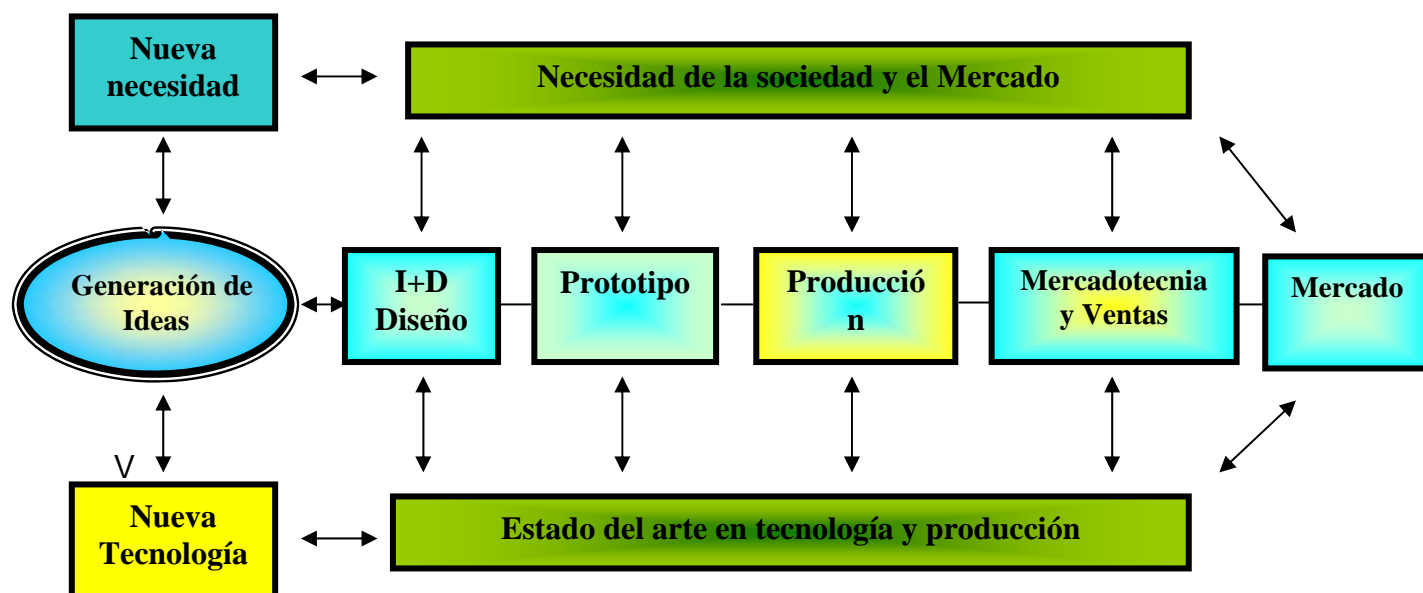 Nueva
necesidad
Necesidad de la sociedad y el Mercado
Generación de
Ideas
I+D
Diseño
Prototipo
Producció
n
Mercadotecnia
y Ventas
Mercado
V
Nueva
Tecnología
Estado del arte en tecnología y producción